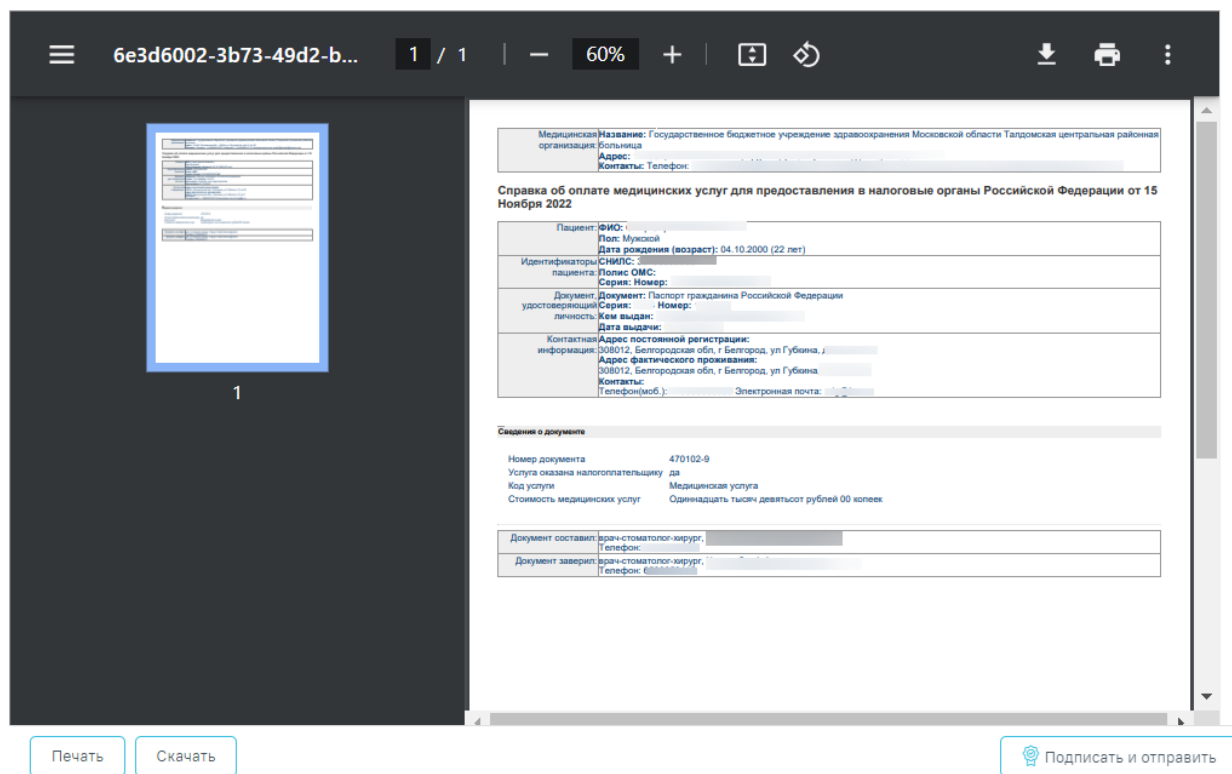 6e3d6002-3b73-49d2-b...
1 / 1
60%
1
Медицинская организация:
Название: Государственное бюджетное учреждение здравоохранения Московской области Талдомская центральная районная
больница
Адрес:
Контакты: Телефон:
Справка об оплате медицинских услуг для предоставления в налоговые органы Российской Федерации от 15
Ноября 2022
Пациент: ФИО:
Пол: Мужской
Дата рождения (возраст): 04.10.2000 (22 лет)
Идентификаторы пациента:
СНИЛС:
Полис ОМС:
Серия: Номер:
Документ, удостоверяющий личность:
Документ: Паспорт гражданина Российской Федерации
Серия: Номер:
Кем выдан:
Дата выдачи:
Контактная информация:
Адрес постоянной регистрации:
308012, Белгородская обл, г Белгород, ул Губкина,
Адрес фактического проживания:
308012, Белгородская обл, г Белгород, ул Губкина
Контакты:
Телефон(моб.): Электронная почта:
Сведения о документе
Номер документа 470102-9
Услуга оказана налогоплательщику да
Код услуги Медицинская услуга
Стоимость медицинских услуг Одиннадцать тысяч девятьсот рублей 00 копеек
Документ составил: врач-стоматолог-хирург,
Телефон:
Документ заверил: врач-стоматолог-хирург,
Телефон:
Печать
Скачать
Подписать и отправить